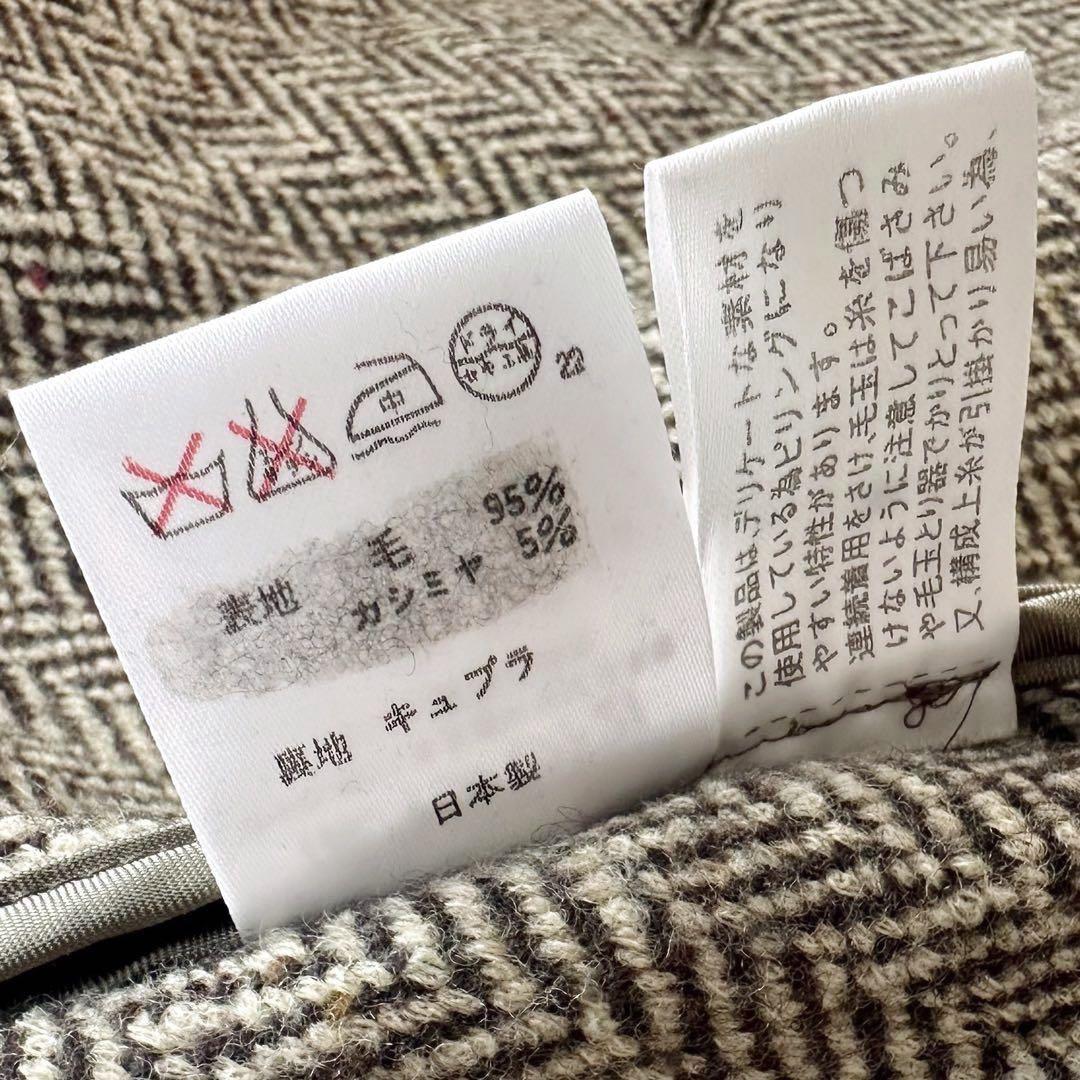 中
ドライ
セキユ系
23
表地 毛 95%
カシミヤ 5%
裏地 キュプラ
日本製
この製品はデリケートな素材を
使用している為ピリングになり
やすい特性があります。
連続着用をさけ、毛玉は糸を傷つ
けないように注意してこばさみ
や毛玉とり器でかりとって下さい。
又、構成上糸が引掛かり易い為、